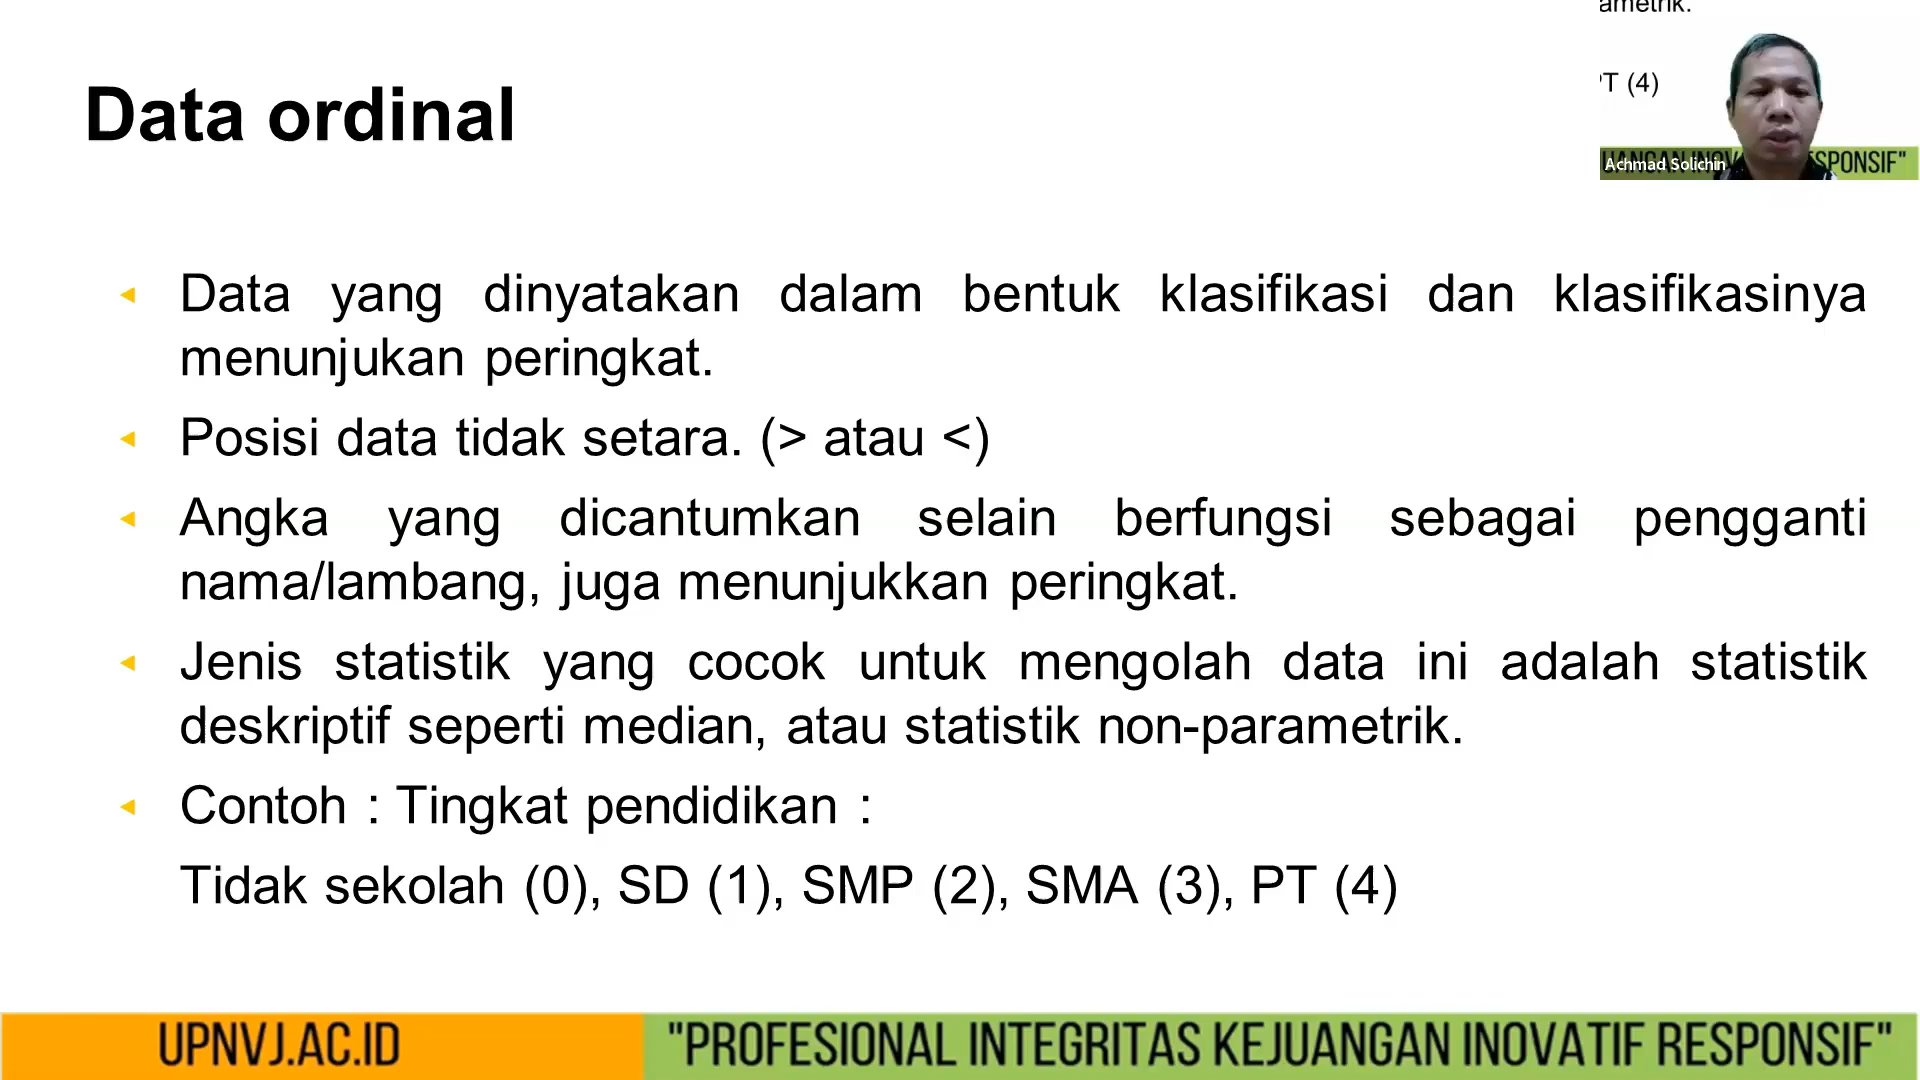 ametrik.
Data ordinal
PT (4)
Achmad Solichin
SPONSIF"
Data yang dinyatakan dalam bentuk klasifikasi dan klasifikasinya
menunjukan peringkat.
Posisi data tidak setara. (> atau <)
Angka yang dicantumkan selain berfungsi sebagai pengganti
nama/lambang, juga menunjukkan peringkat.
Jenis statistik yang cocok untuk mengolah data ini adalah statistik
deskriptif seperti median, atau statistik non-parametrik.
Contoh : Tingkat pendidikan :
Tidak sekolah (0), SD (1), SMP (2), SMA (3), PT (4)
UPNVJ.AC.ID
"PROFESIONAL INTEGRITAS KEJUANGAN INOVATIF RESPONSIF"